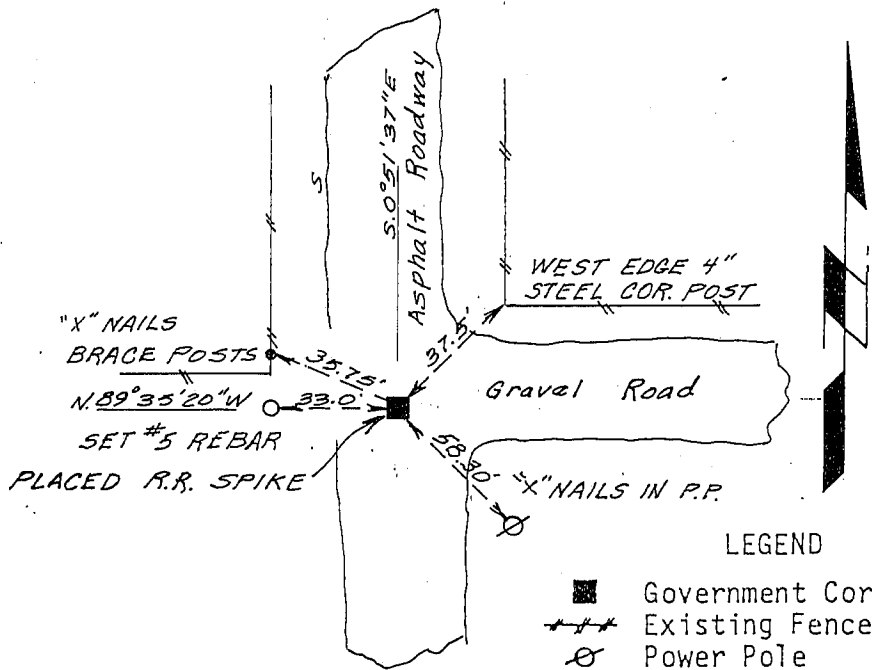 S.0°51'37"E
Asphalt Roadway
S
WEST EDGE 4"
STEEL COR. POST
"X" NAILS
BRACE POSTS
35.75'
37.5'
N.89°35'20"W
33.0'
Gravel Road
SET #5 REBAR
PLACED R.R. SPIKE
58.30'
"X" NAILS IN P.P.
LEGEND
Government Cor
Existing Fence
Power Pole